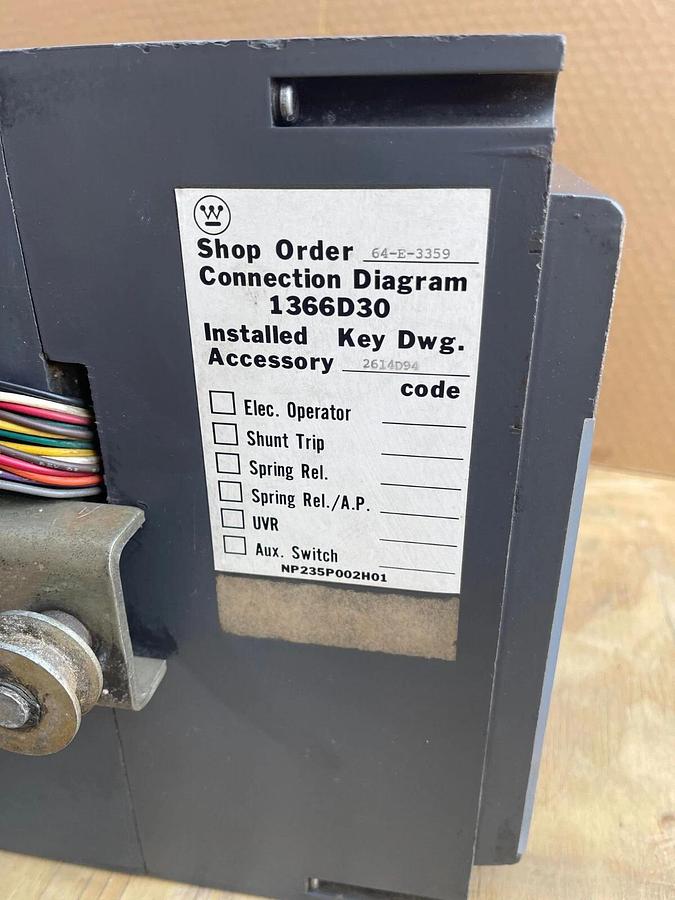 W
Shop Order 64-E-3359
Connection Diagram
1366D30
Installed Key Dwg.
Accessory 2614D94
code
Elec. Operator
Shunt Trip
Spring Rel.
Spring Rel./A.P.
UVR
Aux. Switch
NP235P002H01